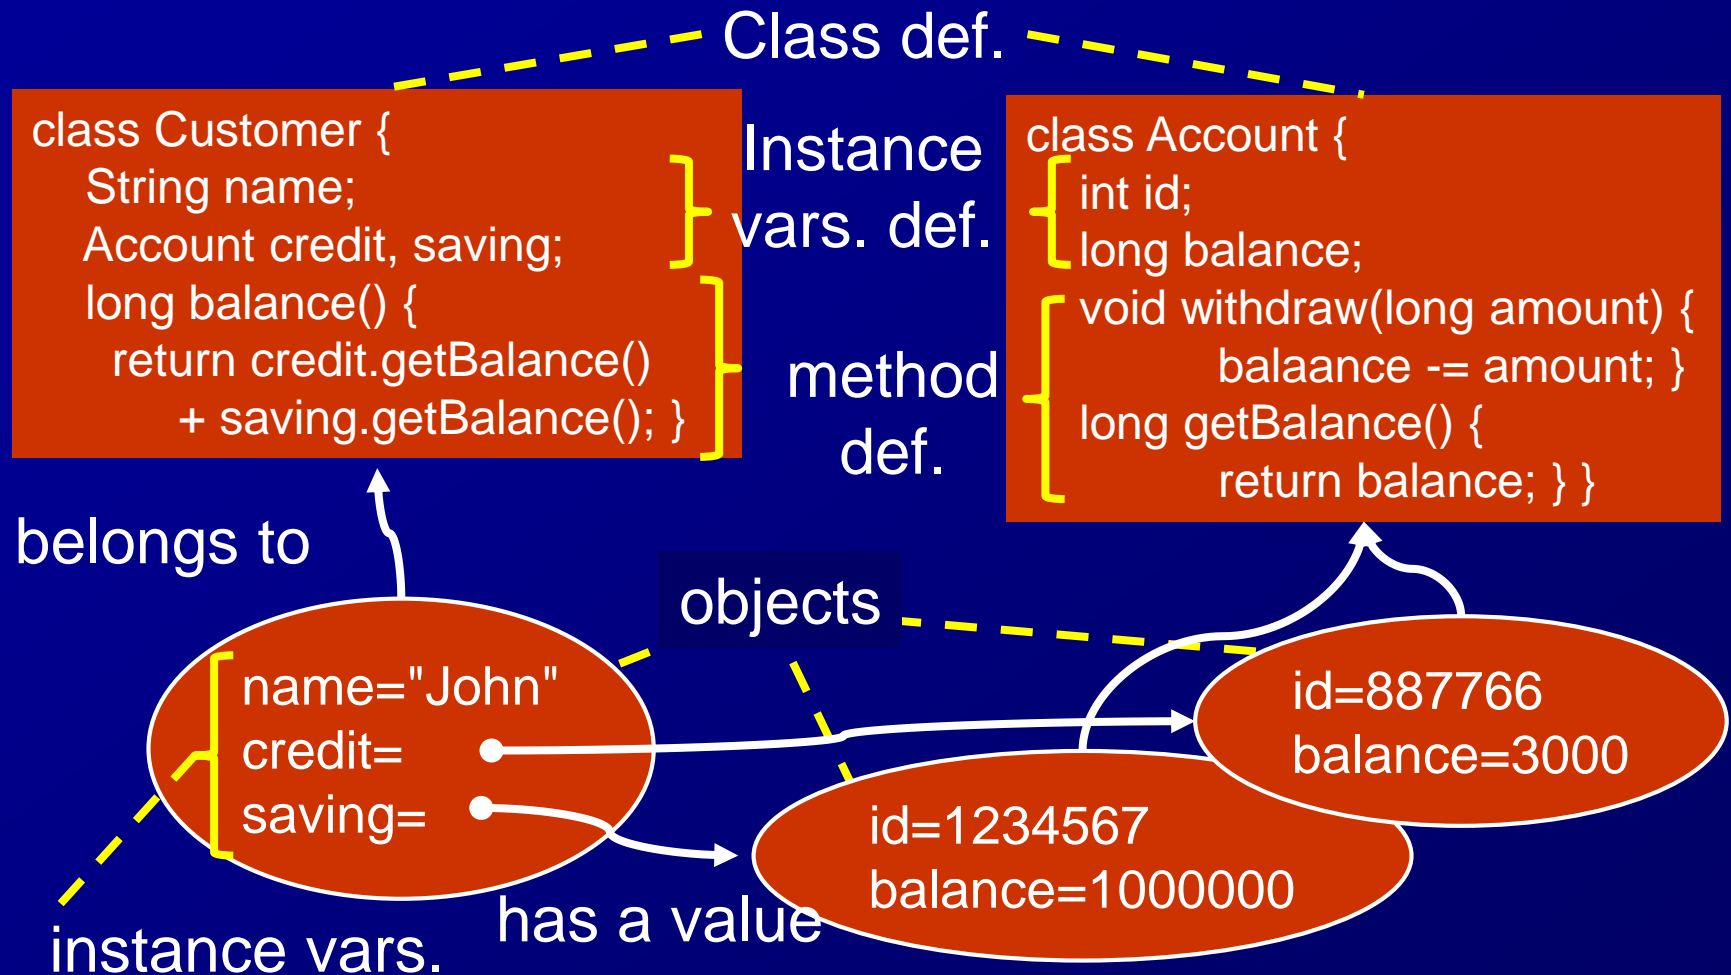 Class def.
class Customer {
String name;
Account credit, saving;
long balance() {
return credit.getBalance()
+ saving.getBalance(); }
Instance
vars. def.
method
def.
class Account {
int id;
long balance;
void withdraw(long amount) {
balaance -= amount; }
long getBalance() {
return balance; } }
belongs to
objects
name="John"
credit=
saving=
id=887766
balance=3000
id=1234567
balance=1000000
has a value
instance vars.